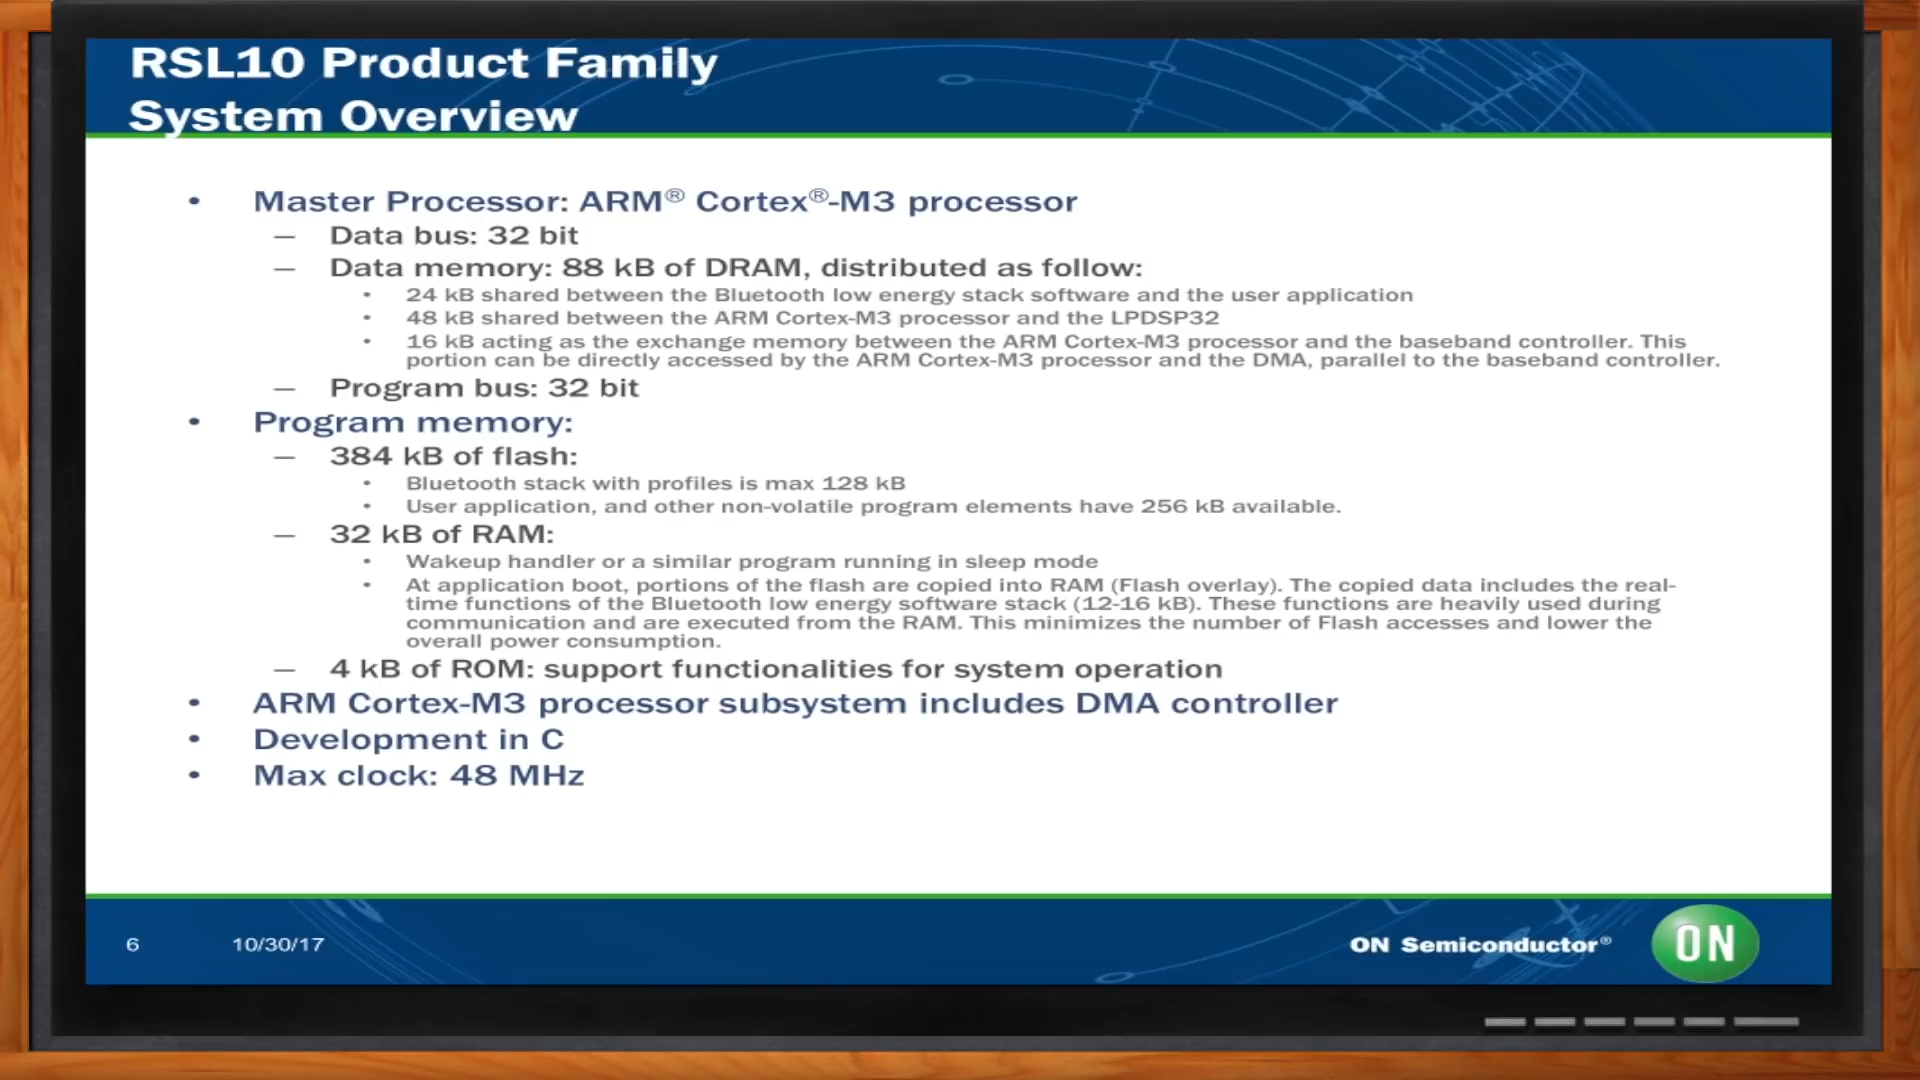 RSL10 Product Family
System Overview
• Master Processor: ARM® Cortex®-M3 processor
– Data bus: 32 bit
– Data memory: 88 kB of DRAM, distributed as follow:
• 24 kB shared between the Bluetooth low energy stack software and the user application
• 48 kB shared between the ARM Cortex-M3 processor and the LPDSP32
• 16 kB acting as the exchange memory between the ARM Cortex-M3 processor and the baseband controller. This
portion can be directly accessed by the ARM Cortex-M3 processor and the DMA, parallel to the baseband controller.
– Program bus: 32 bit
• Program memory:
– 384 kB of flash:
• Bluetooth stack with profiles is max 128 kB
• User application, and other non-volatile program elements have 256 kB available.
– 32 kB of RAM:
• Wakeup handler or a similar program running in sleep mode
• At application boot, portions of the flash are copied into RAM (Flash overlay). The copied data includes the real-
time functions of the Bluetooth low energy software stack (12-16 kB). These functions are heavily used during
communication and are executed from the RAM. This minimizes the number of Flash accesses and lower the
overall power consumption.
– 4 kB of ROM: support functionalities for system operation
• ARM Cortex-M3 processor subsystem includes DMA controller
• Development in C
• Max clock: 48 MHz
6 10/30/17 ON Semiconductor® ON